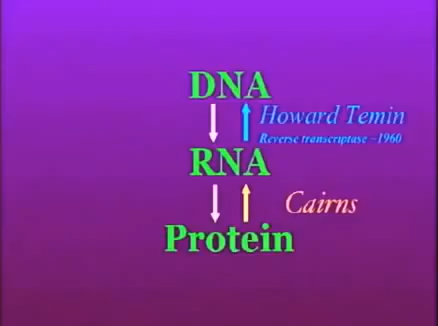 DNA
Howard Temin
Reverse transcriptase ~1960
RNA
Cairns
Protein